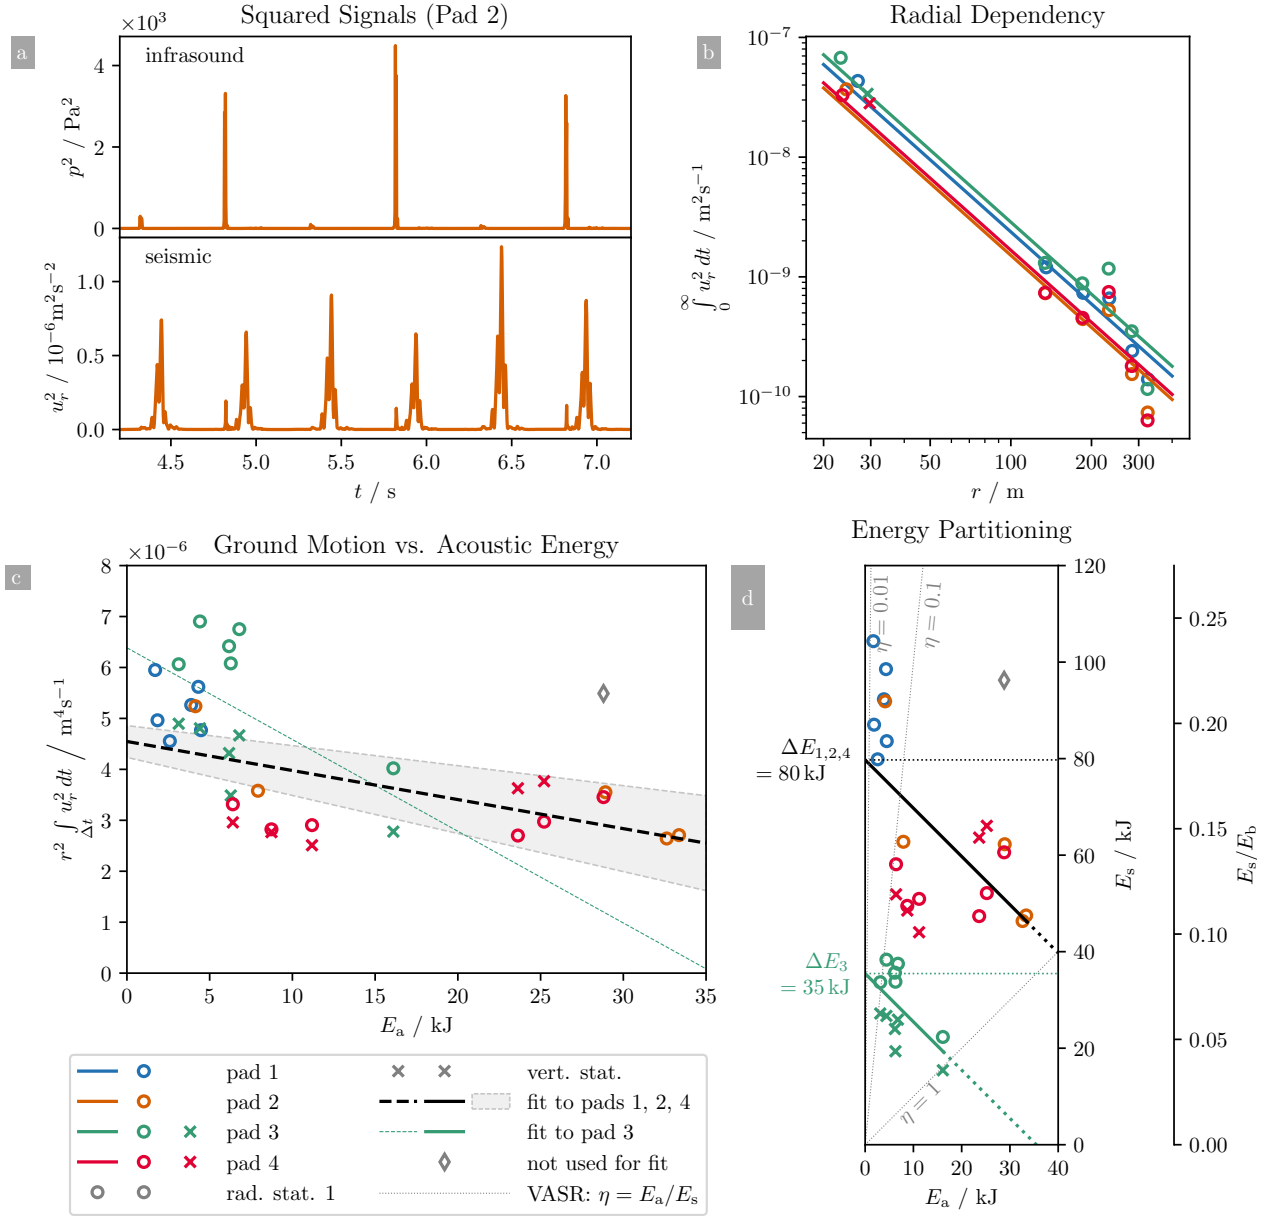 a
Squared Signals (Pad 2)
×10³
infrasound
p² / Pa²
4
2
0
seismic
u_r² / 10⁻⁶m²s⁻²
1.0
0.5
0.0
4.5 5.0 5.5 6.0 6.5 7.0
t / s
b
Radial Dependency
∫₀^∞ u_r² dt / m²s⁻¹
10⁻⁷
10⁻⁸
10⁻⁹
10⁻¹⁰
20 30 50 100 200 300
r / m
c
×10⁻⁶
Ground Motion vs. Acoustic Energy
r² ∫_Δt u_r² dt / m⁴s⁻¹
8
7
6
5
4
3
2
1
0
0 5 10 15 20 25 30 35
E_a / kJ
d
Energy Partitioning
η = 0.01
η = 0.1
η = 1
ΔE₁,₂,₄
= 80 kJ
ΔE₃
= 35 kJ
120
100
80
60
40
20
0
E_s / kJ
0.25
0.20
0.15
0.10
0.05
0.00
E_s/E_b
0 10 20 30 40
E_a / kJ
pad 1
pad 2
pad 3
pad 4
rad. stat. 1
vert. stat.
fit to pads 1, 2, 4
fit to pad 3
not used for fit
VASR: η = E_a/E_s